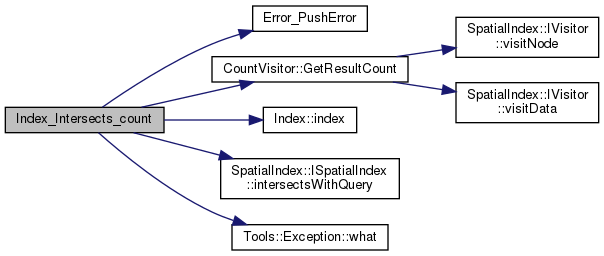 Error_PushError
SpatialIndex::IVisitor
::visitNode
CountVisitor::GetResultCount
SpatialIndex::IVisitor
::visitData
Index_Intersects_count
Index::index
SpatialIndex::ISpatialIndex
::intersectsWithQuery
Tools::Exception::what